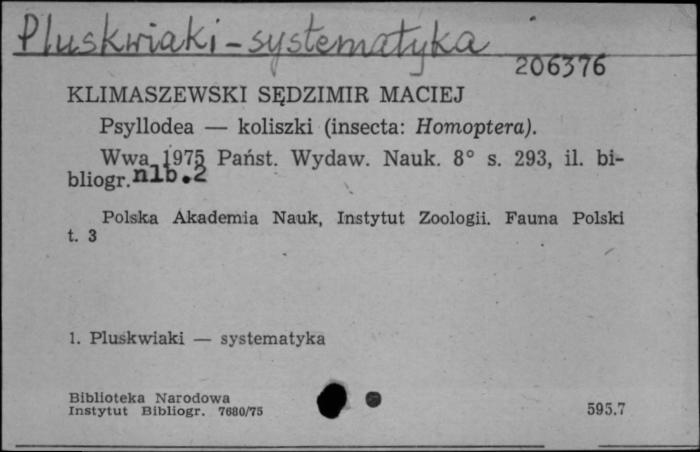 Pluskwiaki - systematyka
206376
KLIMASZEWSKI SĘDZIMIR MACIEJ
Psyllodea — koliszki (insecta: Homoptera).
Wwa 1975 Państ. Wydaw. Nauk. 8° s. 293, il. bi-
bliogr. nlb.2
Polska Akademia Nauk, Instytut Zoologii. Fauna Polski
t. 3
1. Pluskwiaki — systematyka
Biblioteka Narodowa
Instytut Bibliogr. 7680/75 595.7